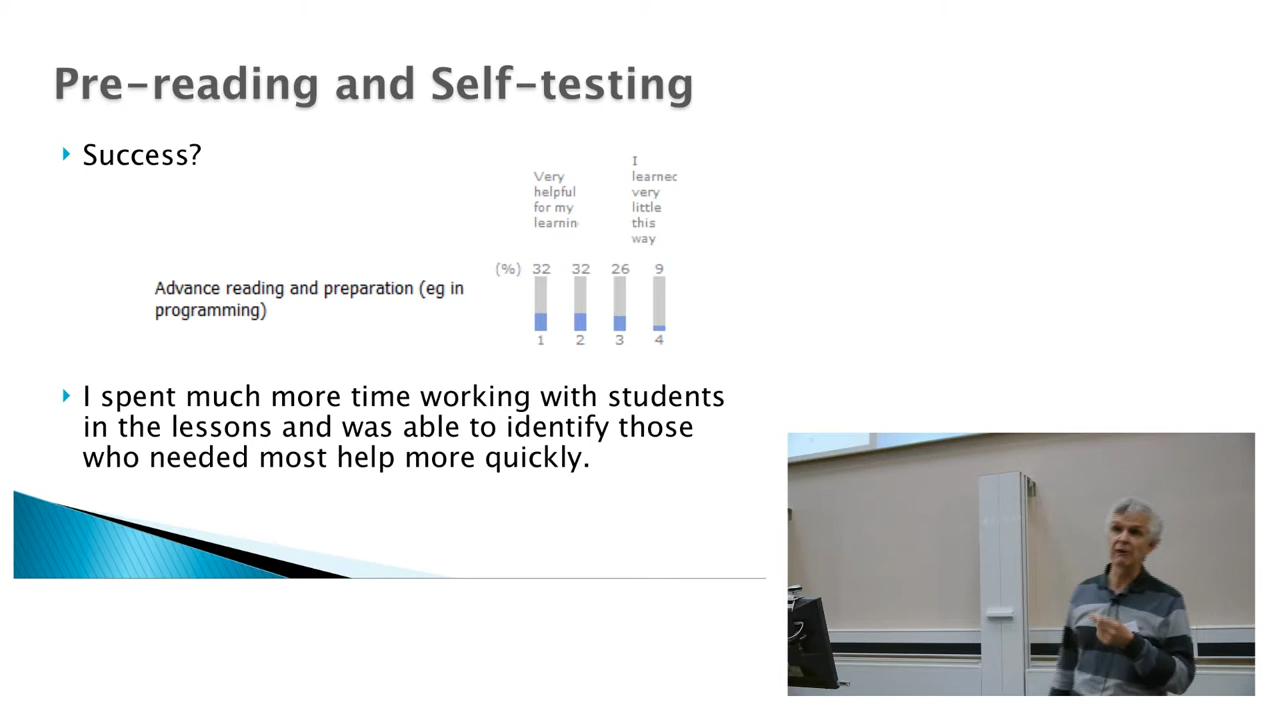 Pre-reading and Self-testing
Success?
Very
helpful
for my
learnin
I
learned
very
little
this
way
(%) 32 32 26 9
Advance reading and preparation (eg in
programming)
1 2 3 4
I spent much more time working with students
in the lessons and was able to identify those
who needed most help more quickly.